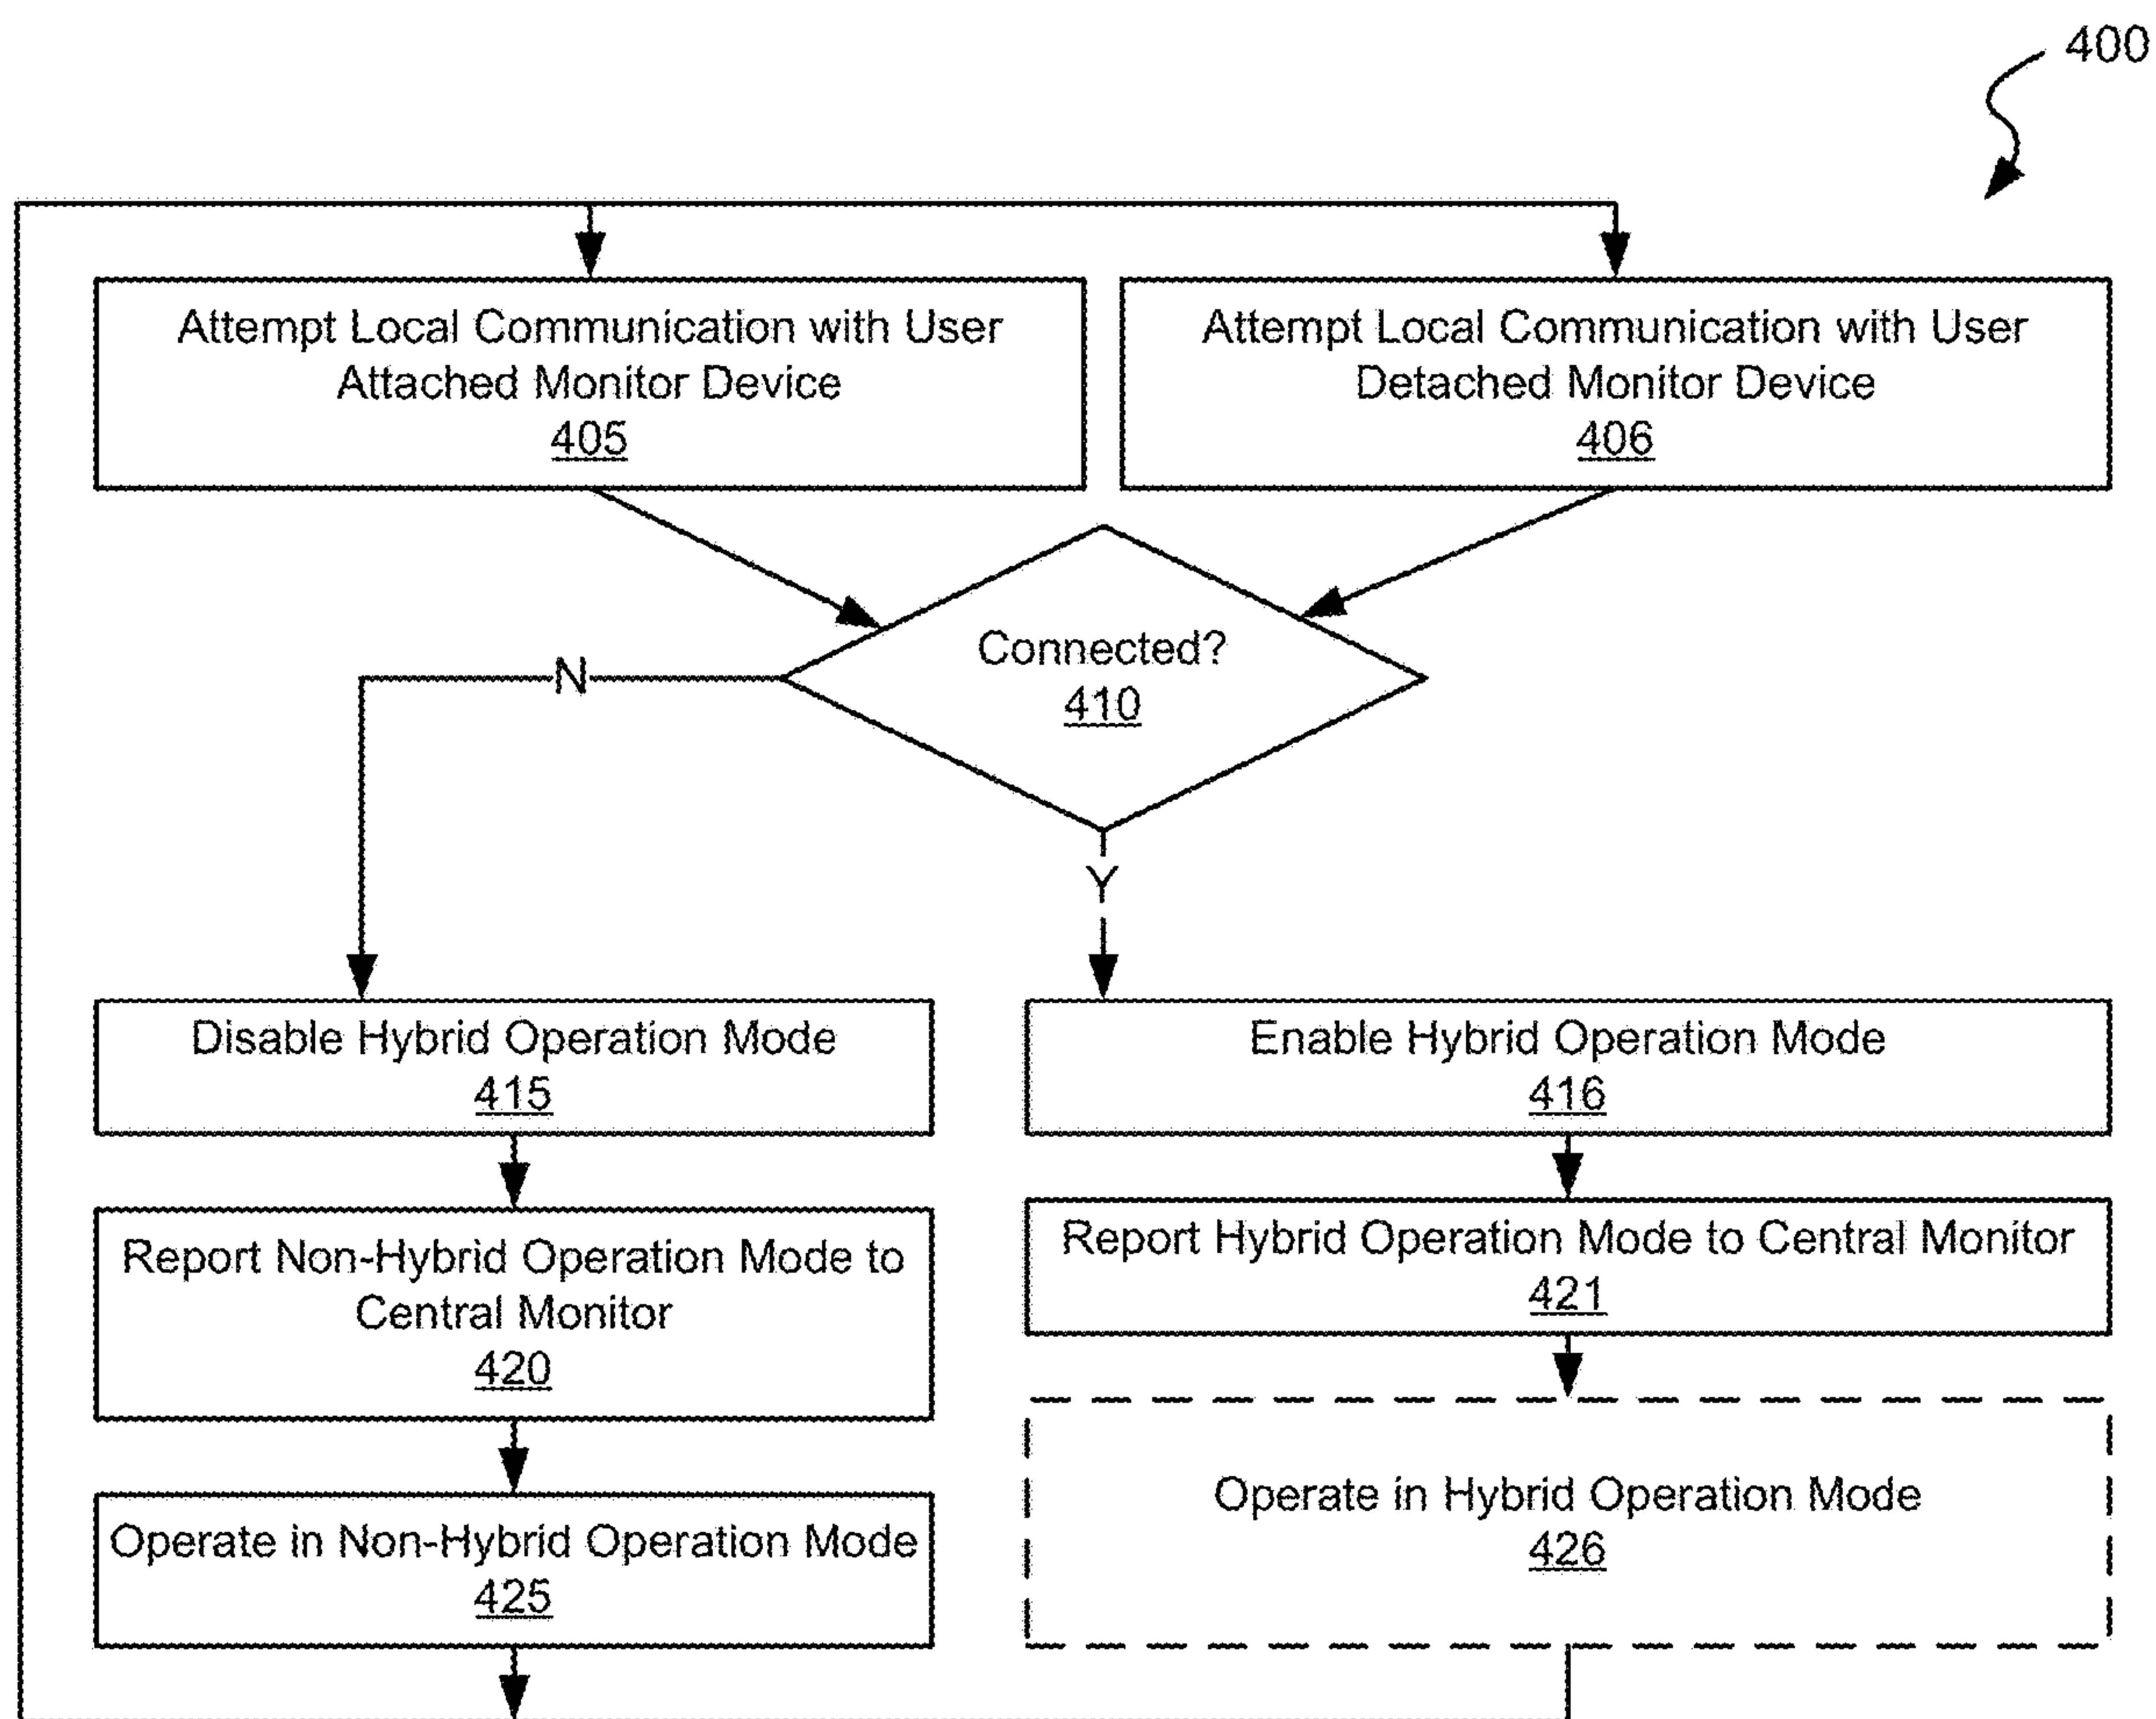 400
Attempt Local Communication with User
Attached Monitor Device
405
Attempt Local Communication with User
Detached Monitor Device
406
Connected?
410
N
Y
Disable Hybrid Operation Mode
415
Enable Hybrid Operation Mode
416
Report Non-Hybrid Operation Mode to
Central Monitor
420
Report Hybrid Operation Mode to Central Monitor
421
Operate in Non-Hybrid Operation Mode
425
Operate in Hybrid Operation Mode
426